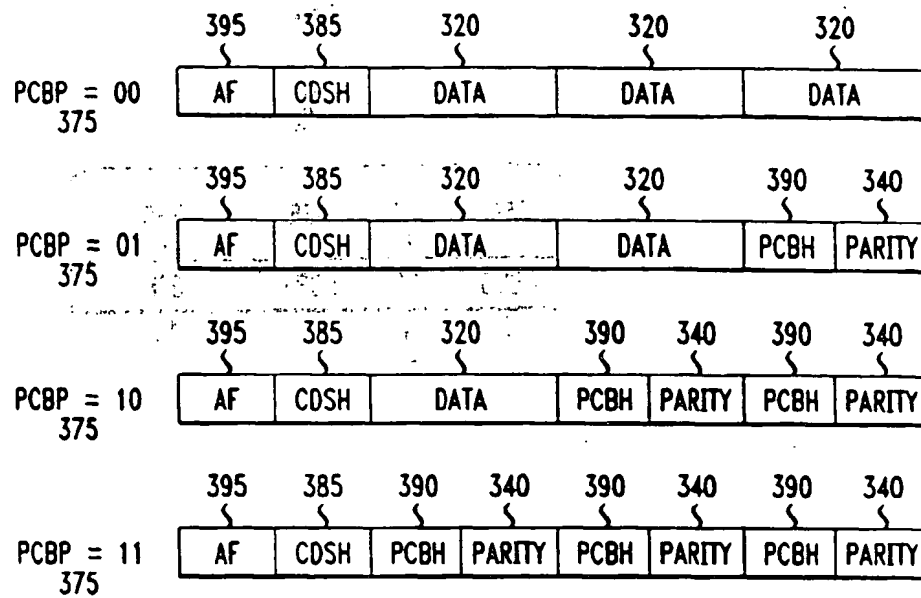 395 385 320 320 320
PCBP = 00 AF CDSH DATA DATA DATA
375
395 385 320 320 390 340
PCBP = 01 AF CDSH DATA DATA PCBH PARITY
375
395 385 320 390 340 390 340
PCBP = 10 AF CDSH DATA PCBH PARITY PCBH PARITY
375
395 385 390 340 390 340 390 340
PCBP = 11 AF CDSH PCBH PARITY PCBH PARITY PCBH PARITY
375